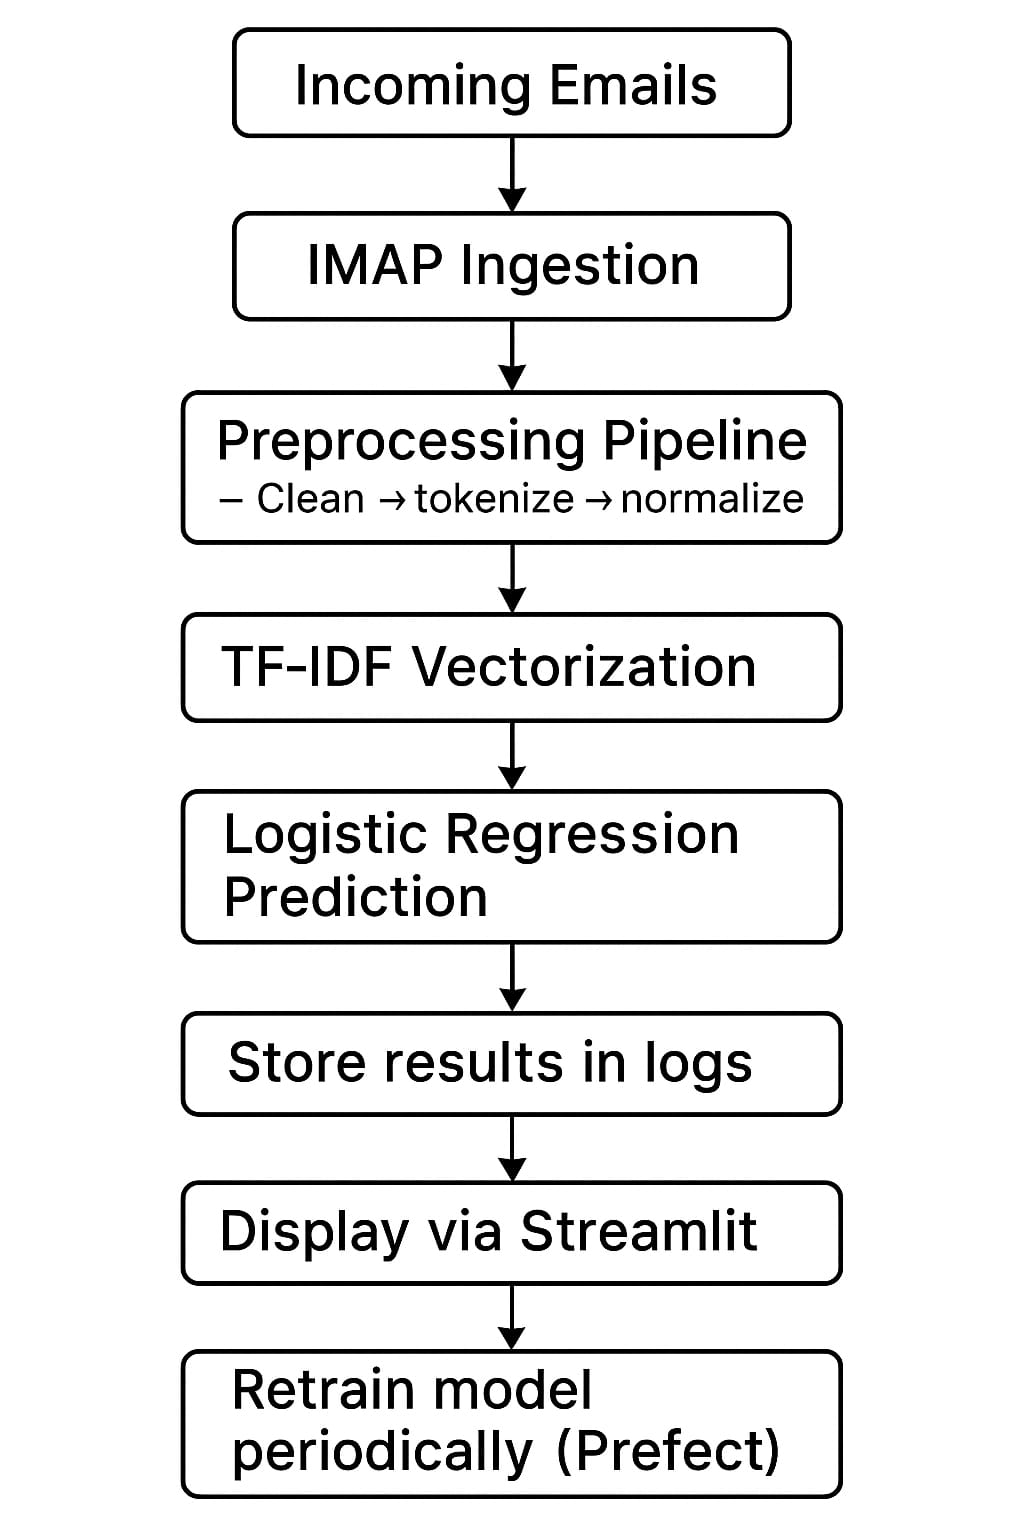 Incoming Emails
IMAP Ingestion
Preprocessing Pipeline
– Clean → tokenize → normalize
TF-IDF Vectorization
Logistic Regression
Prediction
Store results in logs
Display via Streamlit
Retrain model
periodically (Prefect)